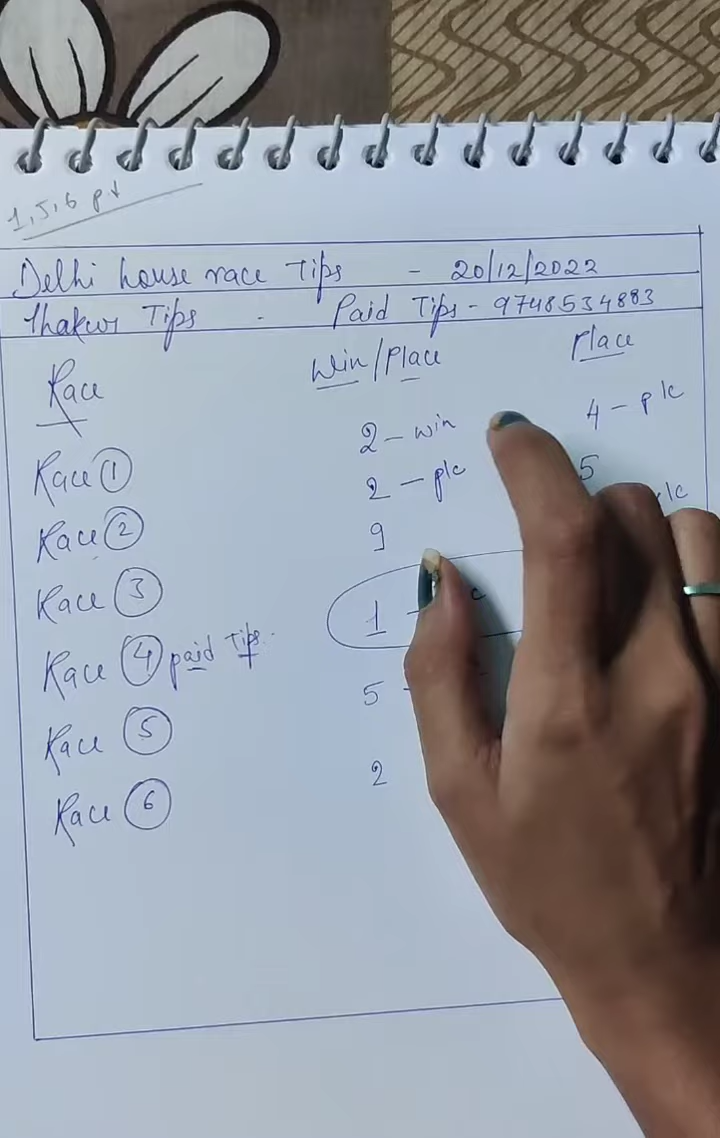 1,5,6 pt
Delhi house race Tips - 20/12/2022
Thakur Tips - Paid Tips - 9748534883
Race Win/Place Place
Race 1 2 - win 4 - plc
Race 2 2 - plc 5
Race 3 9 plc
Race 4 paid Tips. 1 - c
Race 5 5 -
Race 6 2